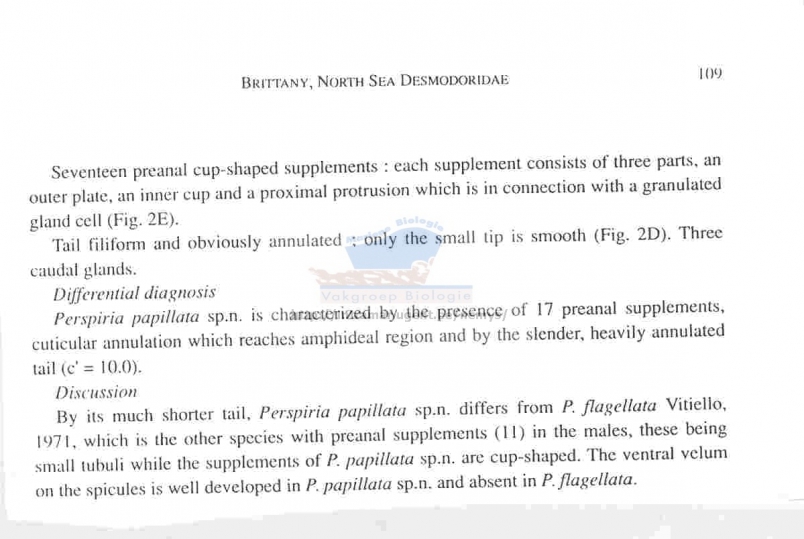 BRITTANY, NORTH SEA DESMODORIDAE
109
Seventeen preanal cup-shaped supplements : each supplement consists of three parts, an
outer plate, an inner cup and a proximal protrusion which is in connection with a granulated
gland cell (Fig. 2E).
Tail filiform and obviously annulated ; only the small tip is smooth (Fig. 2D). Three
caudal glands.
Differential diagnosis
Perspiria papillata sp.n. is characterized by the presence of 17 preanal supplements,
cuticular annulation which reaches amphideal region and by the slender, heavily annulated
tail (c' = 10.0).
Discussion
By its much shorter tail, Perspiria papillata sp.n. differs from P. flagellata Vitiello,
1971, which is the other species with preanal supplements (11) in the males, these being
small tubuli while the supplements of P. papillata sp.n. are cup-shaped. The ventral velum
on the spicules is well developed in P. papillata sp.n. and absent in P. flagellata.
Mariene Biologie
Vakgroep Biologie